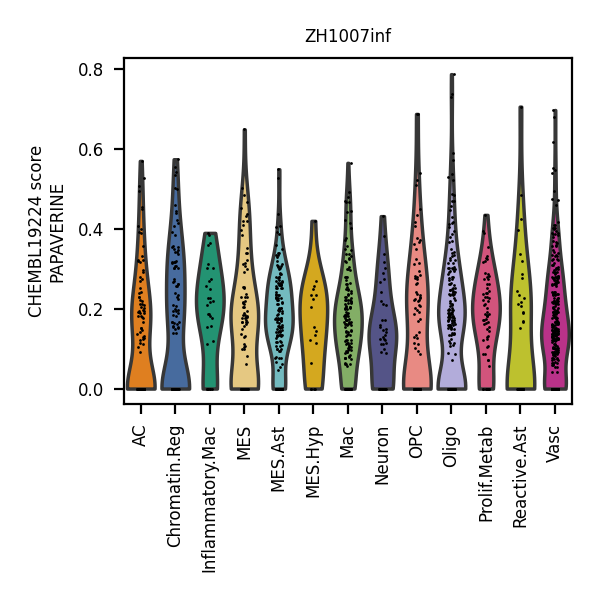 ZH1007inf
CHEMBL19224 score
PAPAVERINE
0.8
0.6
0.4
0.2
0.0
AC
Chromatin.Reg
Inflammatory.Mac
MES
MES.Ast
MES.Hyp
Mac
Neuron
OPC
Oligo
Prolif.Metab
Reactive.Ast
Vasc